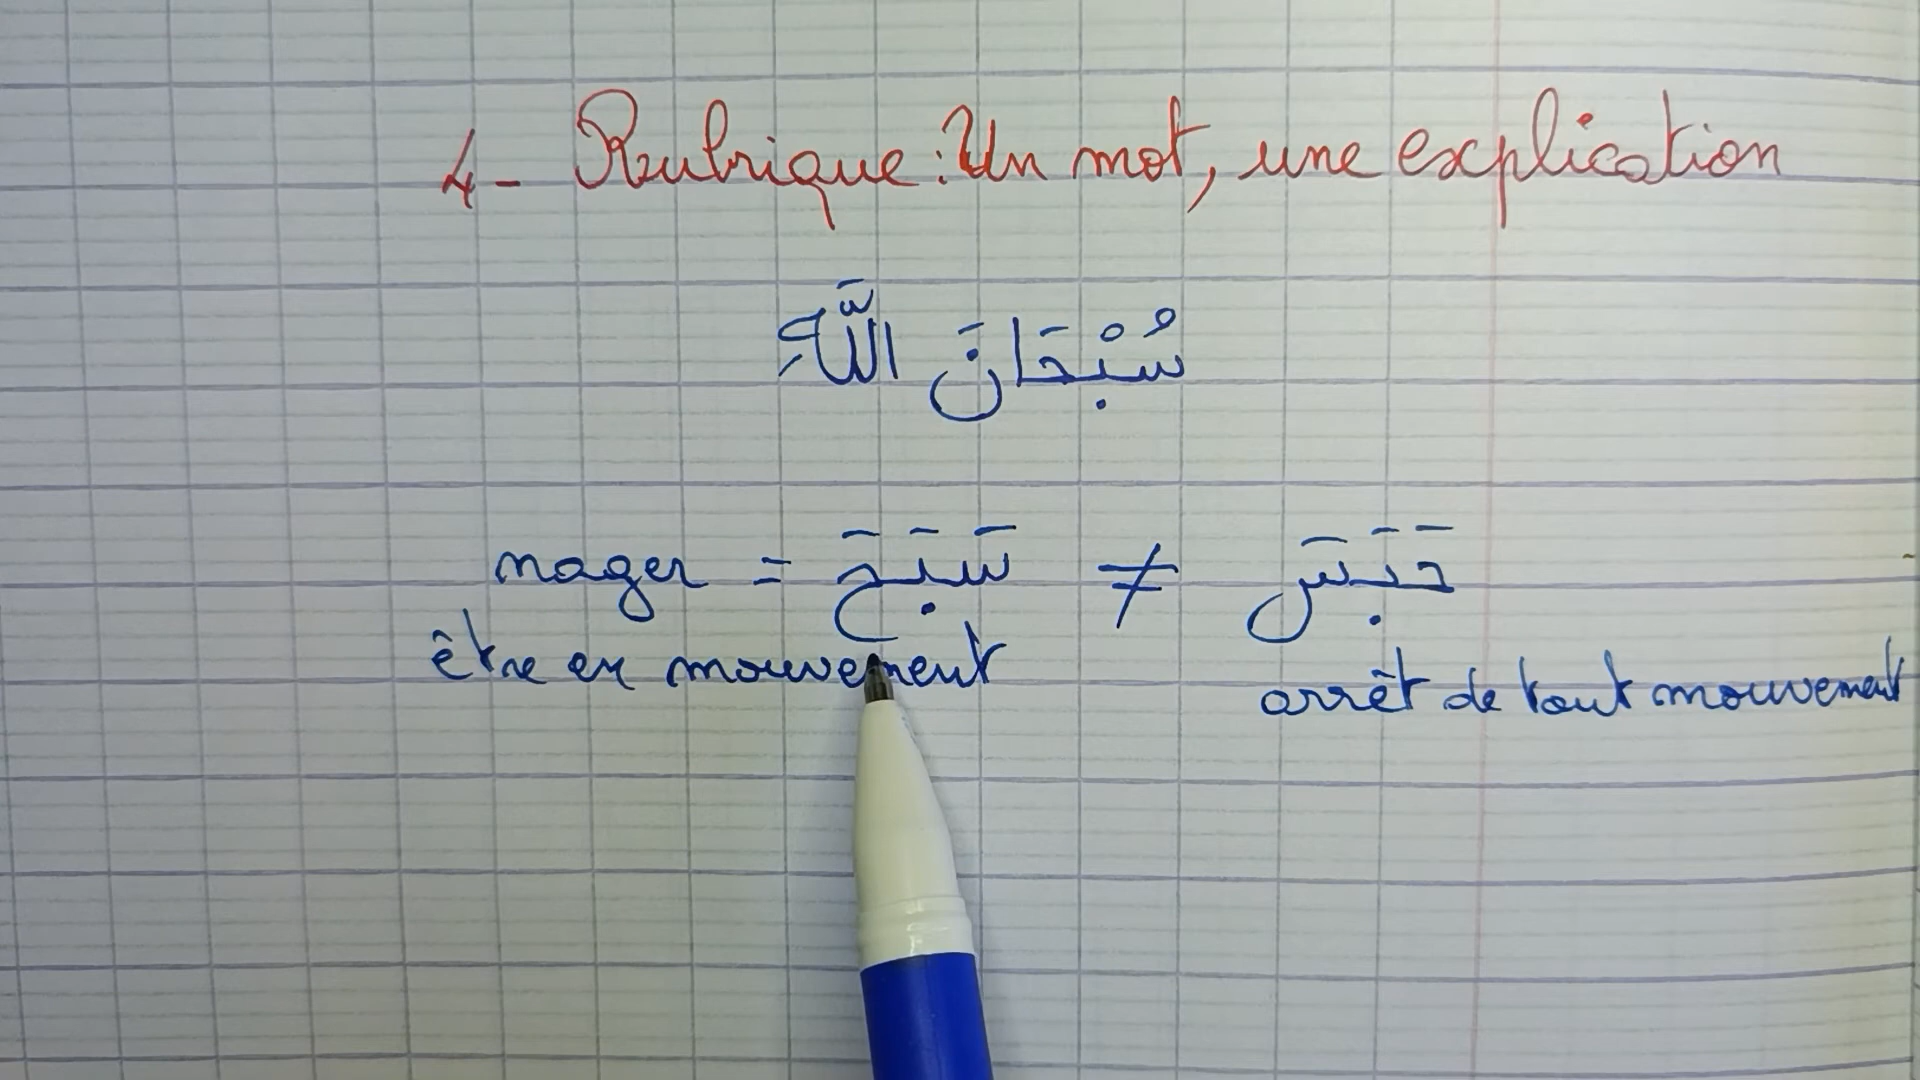 4- Rubrique : Un mot, une explication
سُبْحَانَ اللَّهِ
حَبَسَ ≠ سَبَحَ = nager
être en mouvement arrêt de tout mouvement